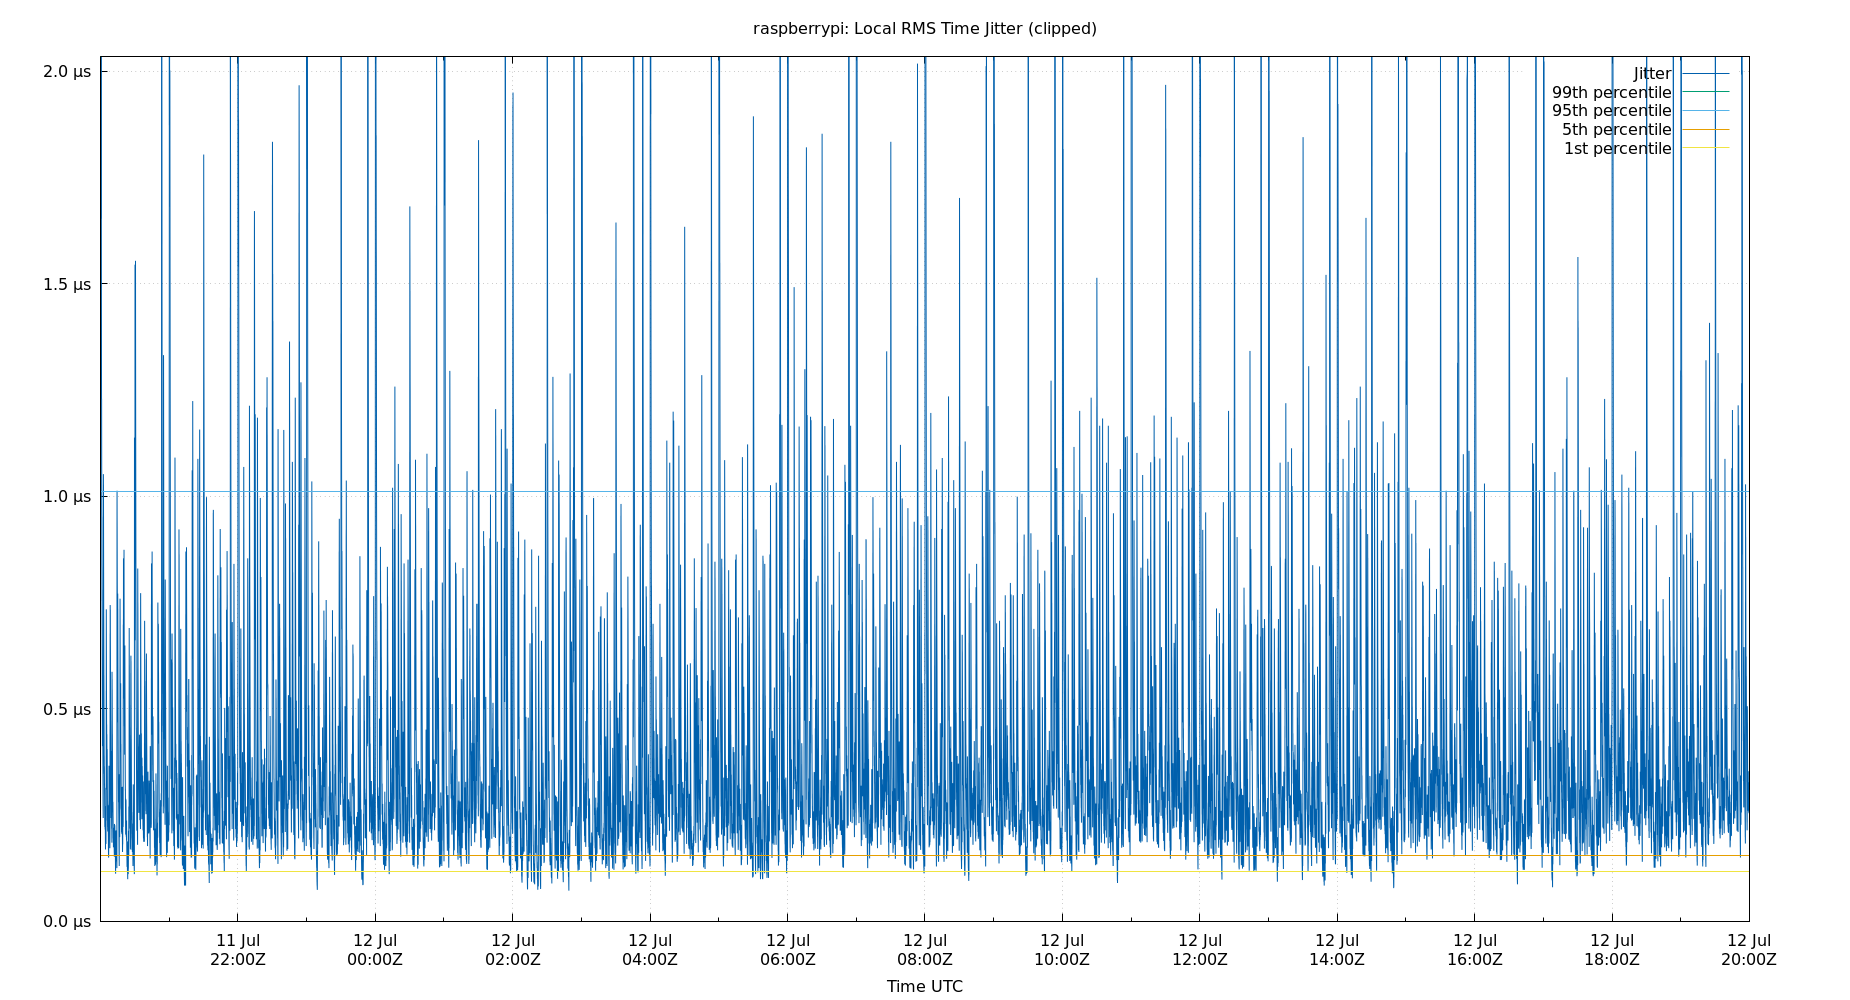 raspberrypi: Local RMS Time Jitter (clipped)
2.0 µs
1.5 µs
1.0 µs
0.5 µs
0.0 µs
Jitter
99th percentile
95th percentile
5th percentile
1st percentile
11 Jul
22:00Z
12 Jul
00:00Z
12 Jul
02:00Z
12 Jul
04:00Z
12 Jul
06:00Z
12 Jul
08:00Z
12 Jul
10:00Z
12 Jul
12:00Z
12 Jul
14:00Z
12 Jul
16:00Z
12 Jul
18:00Z
12 Jul
20:00Z
Time UTC